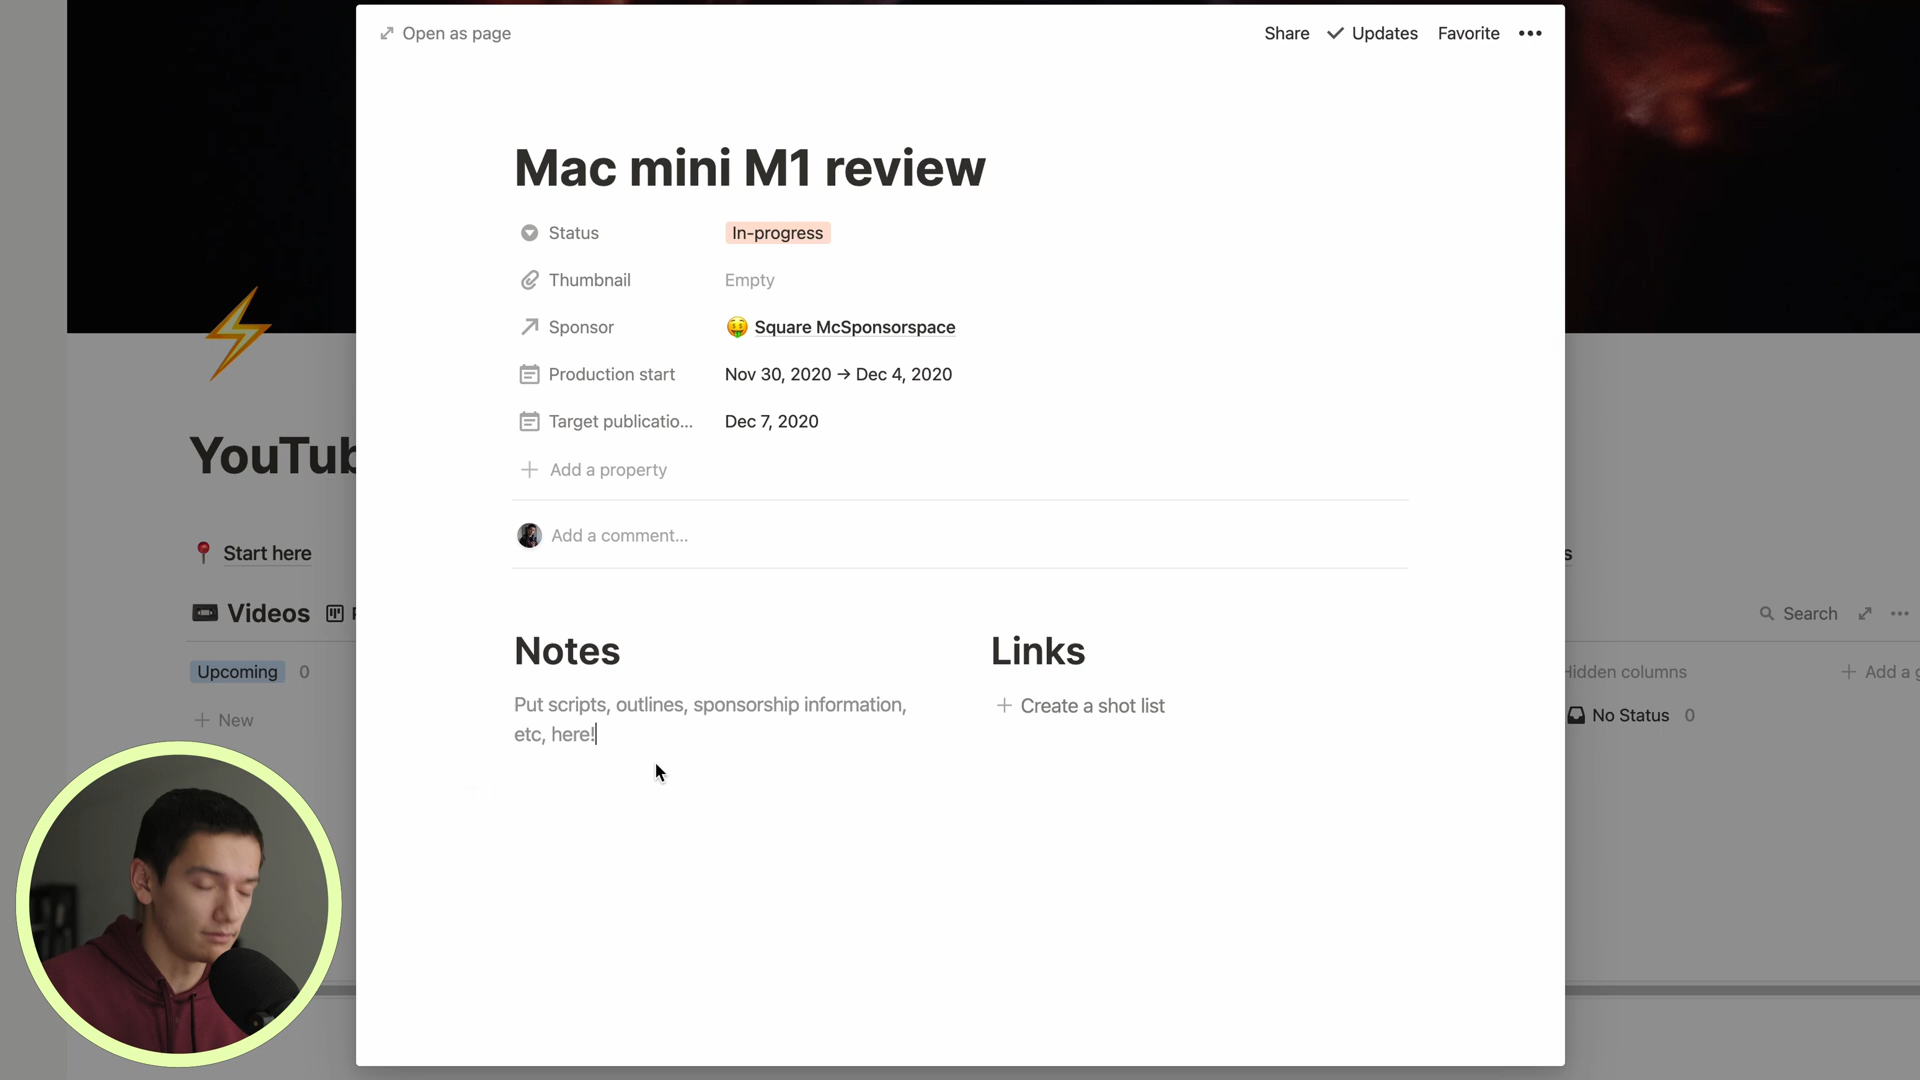 Open as page
Share
Updates
Favorite
Mac mini M1 review
Status
In-progress
Thumbnail
Empty
Sponsor
Square McSponsorspace
Production start
Nov 30, 2020 → Dec 4, 2020
Target publicatio...
Dec 7, 2020
Add a property
Add a comment...
Notes
Links
Put scripts, outlines, sponsorship information,
etc, here!
Create a shot list
YouTub
Start here
Videos
Upcoming 0
New
s
Search
Hidden columns
Add a g
No Status 0